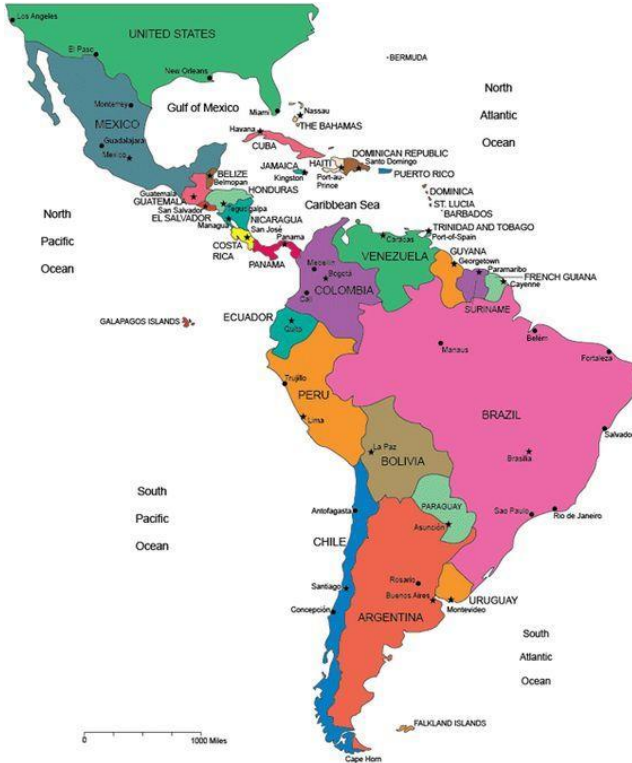 Los Angeles
UNITED STATES
El Paso
BERMUDA
New Orleans
North
Atlantic
Ocean
Monterrey
Gulf of Mexico
Miami
Nassau
THE BAHAMAS
MEXICO
Havana
CUBA
Guadalajara
Mexico
DOMINICAN REPUBLIC
HAITI
Santo Domingo
JAMAICA
Kingston
Port-au-
Prince
PUERTO RICO
BELIZE
Belmopan
Guatemala
GUATEMALA
HONDURAS
Tegucigalpa
DOMINICA
ST. LUCIA
BARBADOS
San Salvador
EL SALVADOR
NICARAGUA
Managua
Caribbean Sea
North
Pacific
Ocean
San José
COSTA
RICA
Panama
PANAMA
TRINIDAD AND TOBAGO
Port-of-Spain
Caracas
VENEZUELA
GUYANA
Georgetown
Paramaribo
FRENCH GUIANA
Cayenne
SURINAME
Medellín
Bogotá
COLOMBIA
Cali
GALAPAGOS ISLANDS
ECUADOR
Quito
Manaus
Belém
Fortaleza
Trujillo
PERU
Lima
BRAZIL
Salvador
La Paz
BOLIVIA
Brasilia
South
Pacific
Ocean
PARAGUAY
Asunción
Antofagasta
Sao Paulo
Rio de Janeiro
CHILE
Santiago
Rosario
Buenos Aires
URUGUAY
Montevideo
Concepción
ARGENTINA
South
Atlantic
Ocean
FALKLAND ISLANDS
0
1000 Miles
Cape Horn